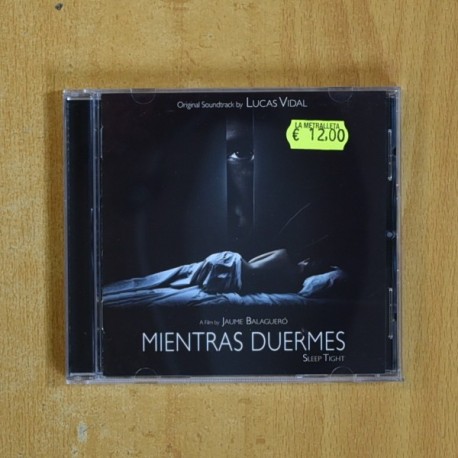 Original Soundtrack by LUCAS VIDAL
LA METRALLETA
€ 12,00
A Film by JAUME BALAGUERÓ
MIENTRAS DUERMES
SLEEP TIGHT